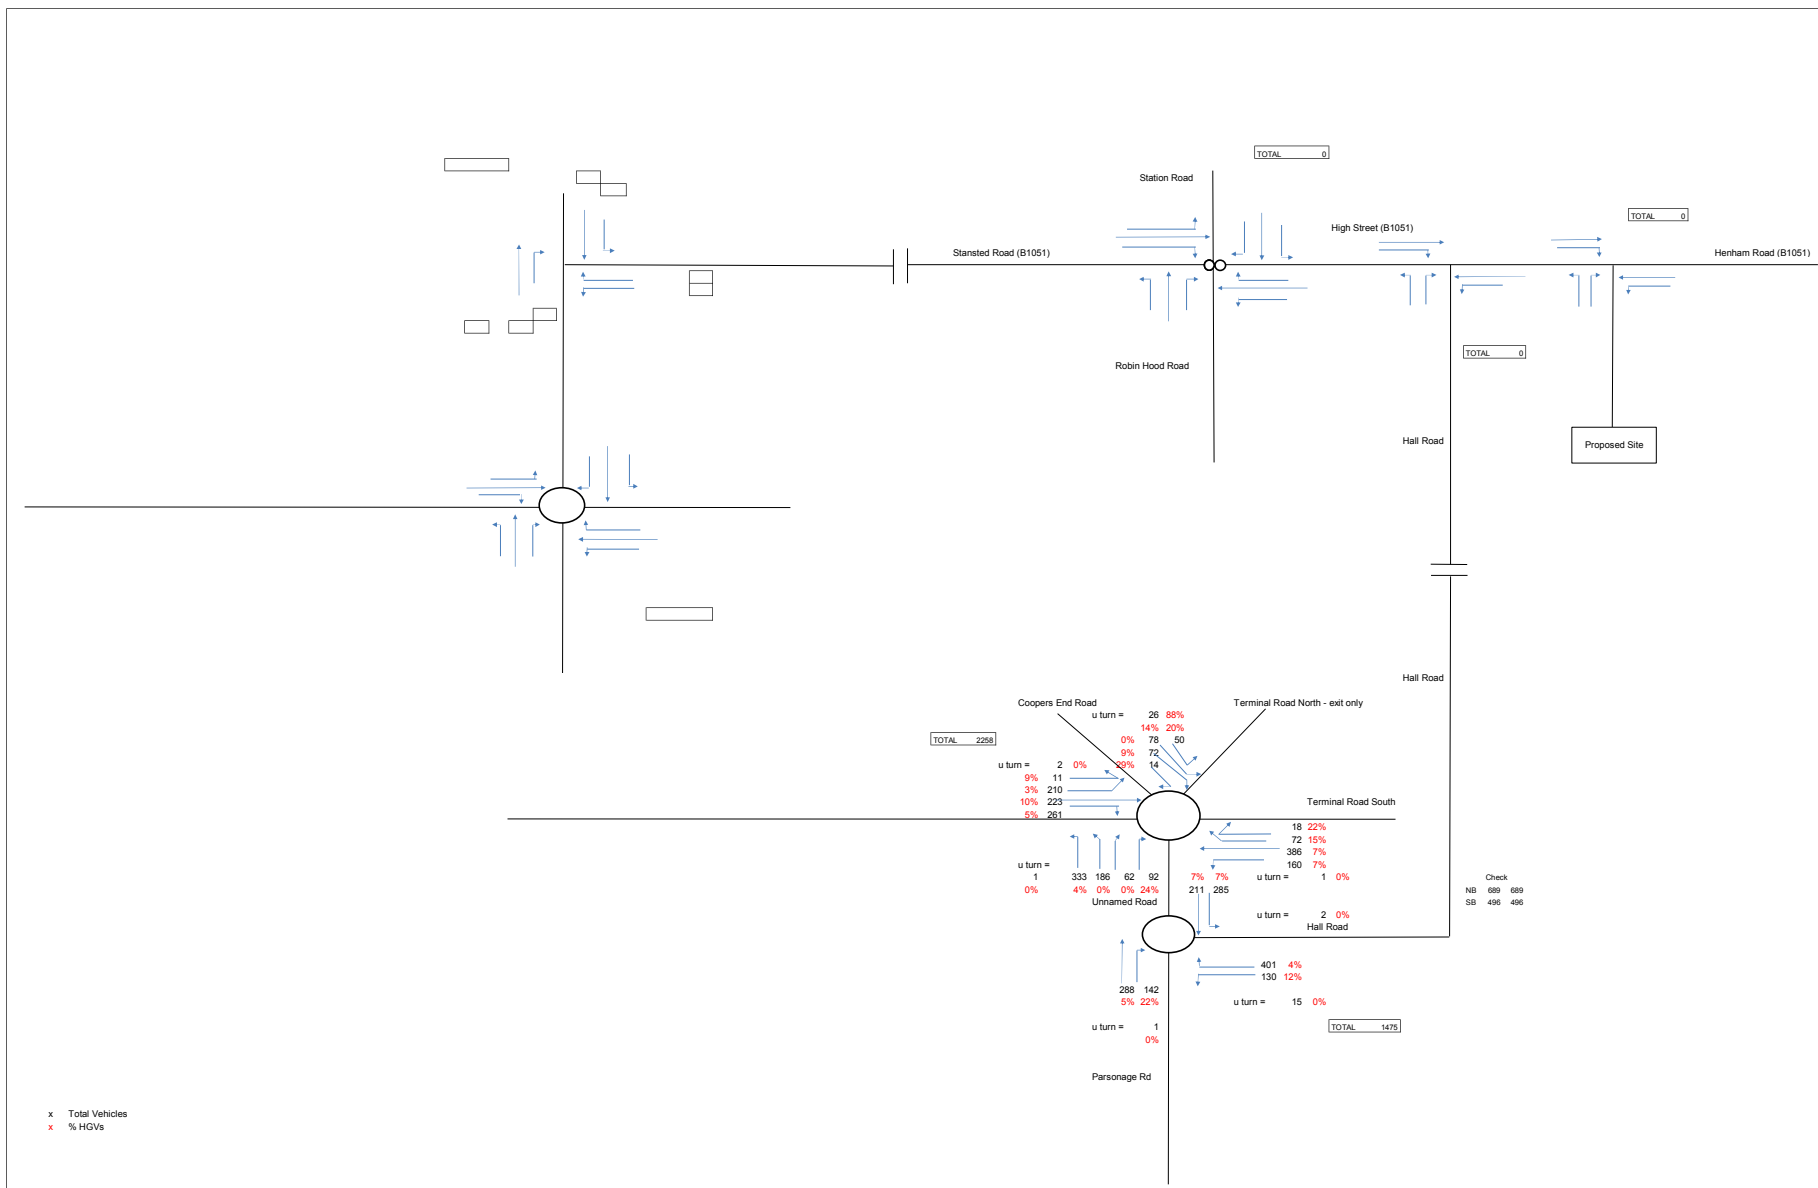 TOTAL 0
Station Road
TOTAL 0
High Street (B1051)
Stansted Road (B1051)
Henham Road (B1051)
TOTAL 0
Robin Hood Road
Hall Road
Proposed Site
Hall Road
Coopers End Road
Terminal Road North - exit only
u turn = 26 88%
14% 20%
TOTAL 2258
0% 78 50
9% 72
u turn = 2 0% 29% 14
9% 11
3% 210
10% 223
Terminal Road South
5% 261
18 22%
72 15%
386 7%
u turn = 160 7%
1 333 186 62 92 7% 7% u turn = 1 0%
0% 4% 0% 0% 24% 211 285
Check
NB 689 689
SB 496 496
Unnamed Road
u turn = 2 0%
Hall Road
401 4%
130 12%
288 142
5% 22% u turn = 15 0%
u turn = 1
0%
TOTAL 1475
Parsonage Rd
x Total Vehicles
x % HGVs